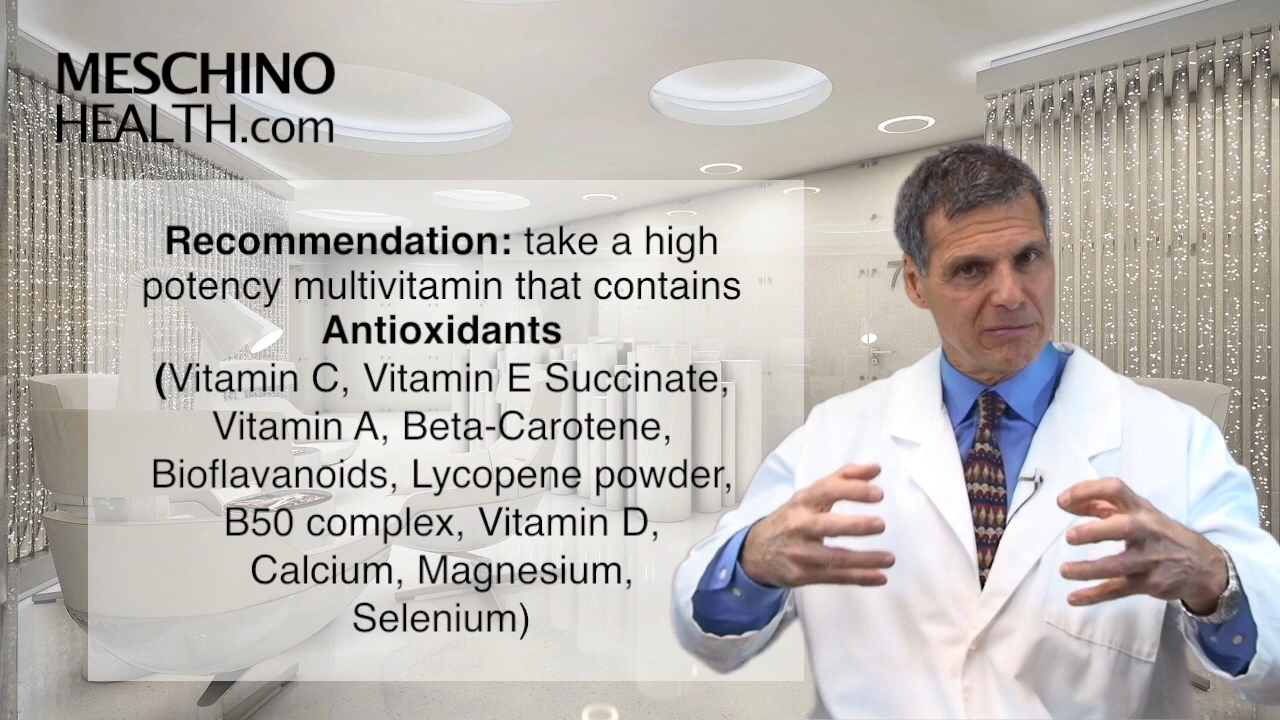 MESCHINO
HEALTH.com
Recommendation: take a high
potency multivitamin that contains
Antioxidants
(Vitamin C, Vitamin E Succinate,
Vitamin A, Beta-Carotene,
Bioflavanoids, Lycopene powder,
B50 complex, Vitamin D,
Calcium, Magnesium,
Selenium)
7